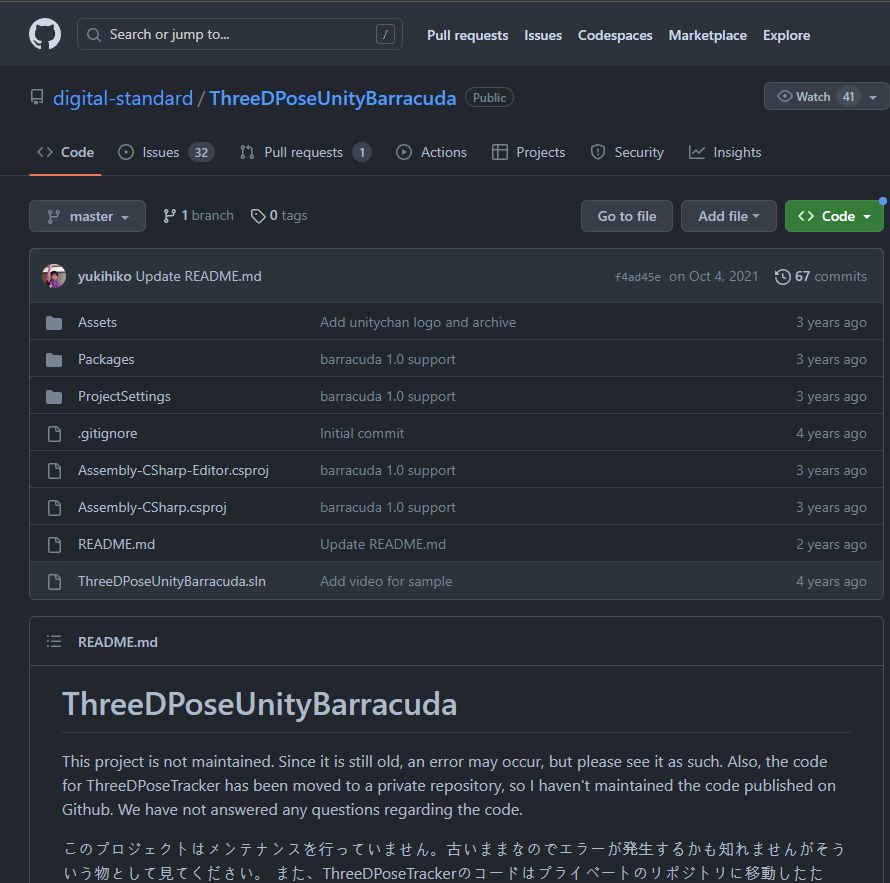 Search or jump to... /
Pull requests Issues Codespaces Marketplace Explore
digital-standard / ThreeDPoseUnityBarracuda Public
Watch 41
Code Issues 32 Pull requests 1 Actions Projects Security Insights
master 1 branch 0 tags Go to file Add file Code
yukihiko Update README.md f4ad45e on Oct 4, 2021 67 commits
Assets Add unitychan logo and archive 3 years ago
Packages barracuda 1.0 support 3 years ago
ProjectSettings barracuda 1.0 support 3 years ago
.gitignore Initial commit 4 years ago
Assembly-CSharp-Editor.csproj barracuda 1.0 support 3 years ago
Assembly-CSharp.csproj barracuda 1.0 support 3 years ago
README.md Update README.md 2 years ago
ThreeDPoseUnityBarracuda.sln Add video for sample 4 years ago
README.md
ThreeDPoseUnityBarracuda
This project is not maintained. Since it is still old, an error may occur, but please see it as such. Also, the code
for ThreeDPoseTracker has been moved to a private repository, so I haven't maintained the code published on
Github. We have not answered any questions regarding the code.
このプロジェクトはメンテナンスを行っていません。古いままなのでエラーが発生するかも知れませんがそう
いう物として見てください。 また、ThreeDPoseTrackerのコードはプライベートのリポジトリに移動したた